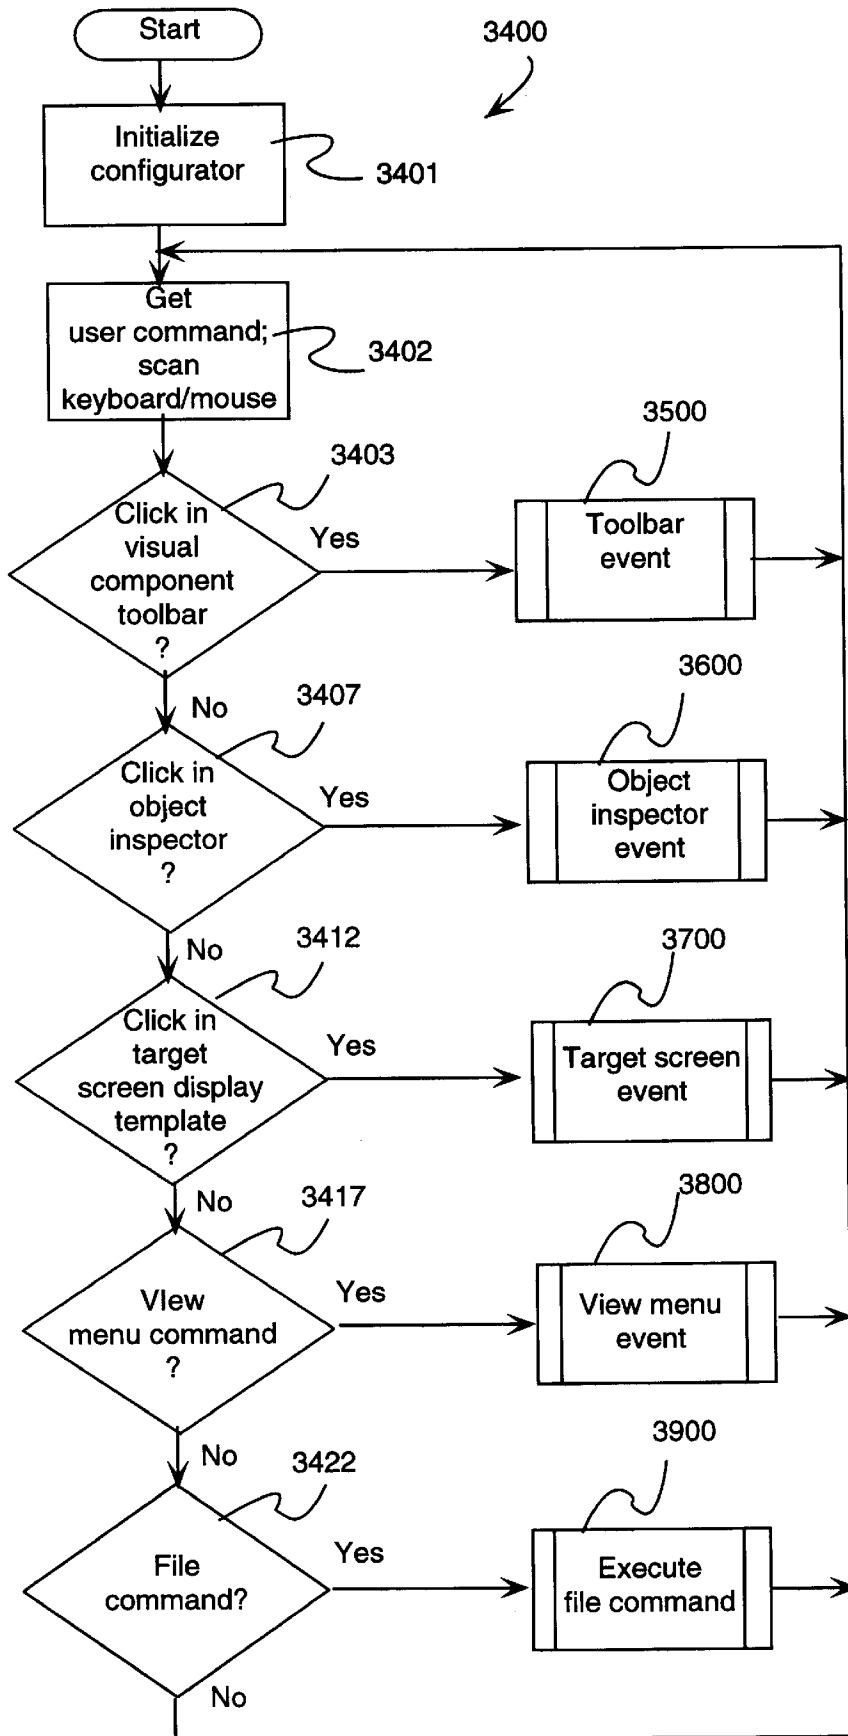 Start
3400
Initialize
configurator
3401
Get
user command;
scan
keyboard/mouse
3402
3403
Click in
visual
component
toolbar
?
Yes
3500
Toolbar
event
No
3407
Click in
object
inspector
?
Yes
3600
Object
inspector
event
No
3412
Click in
target
screen display
template
?
Yes
3700
Target screen
event
No
3417
VIew
menu command
?
Yes
3800
View menu
event
No
3422
File
command?
Yes
3900
Execute
file command
No